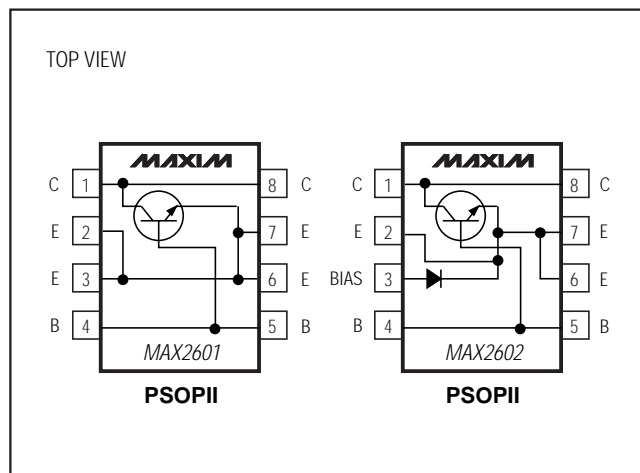 TOP VIEW
MAXIM
C 1 8 C
E 2 7 E
E 3 6 E
B 4 5 B
MAX2601
PSOPII
MAXIM
C 1 8 C
E 2 7 E
BIAS 3 6 E
B 4 5 B
MAX2602
PSOPII